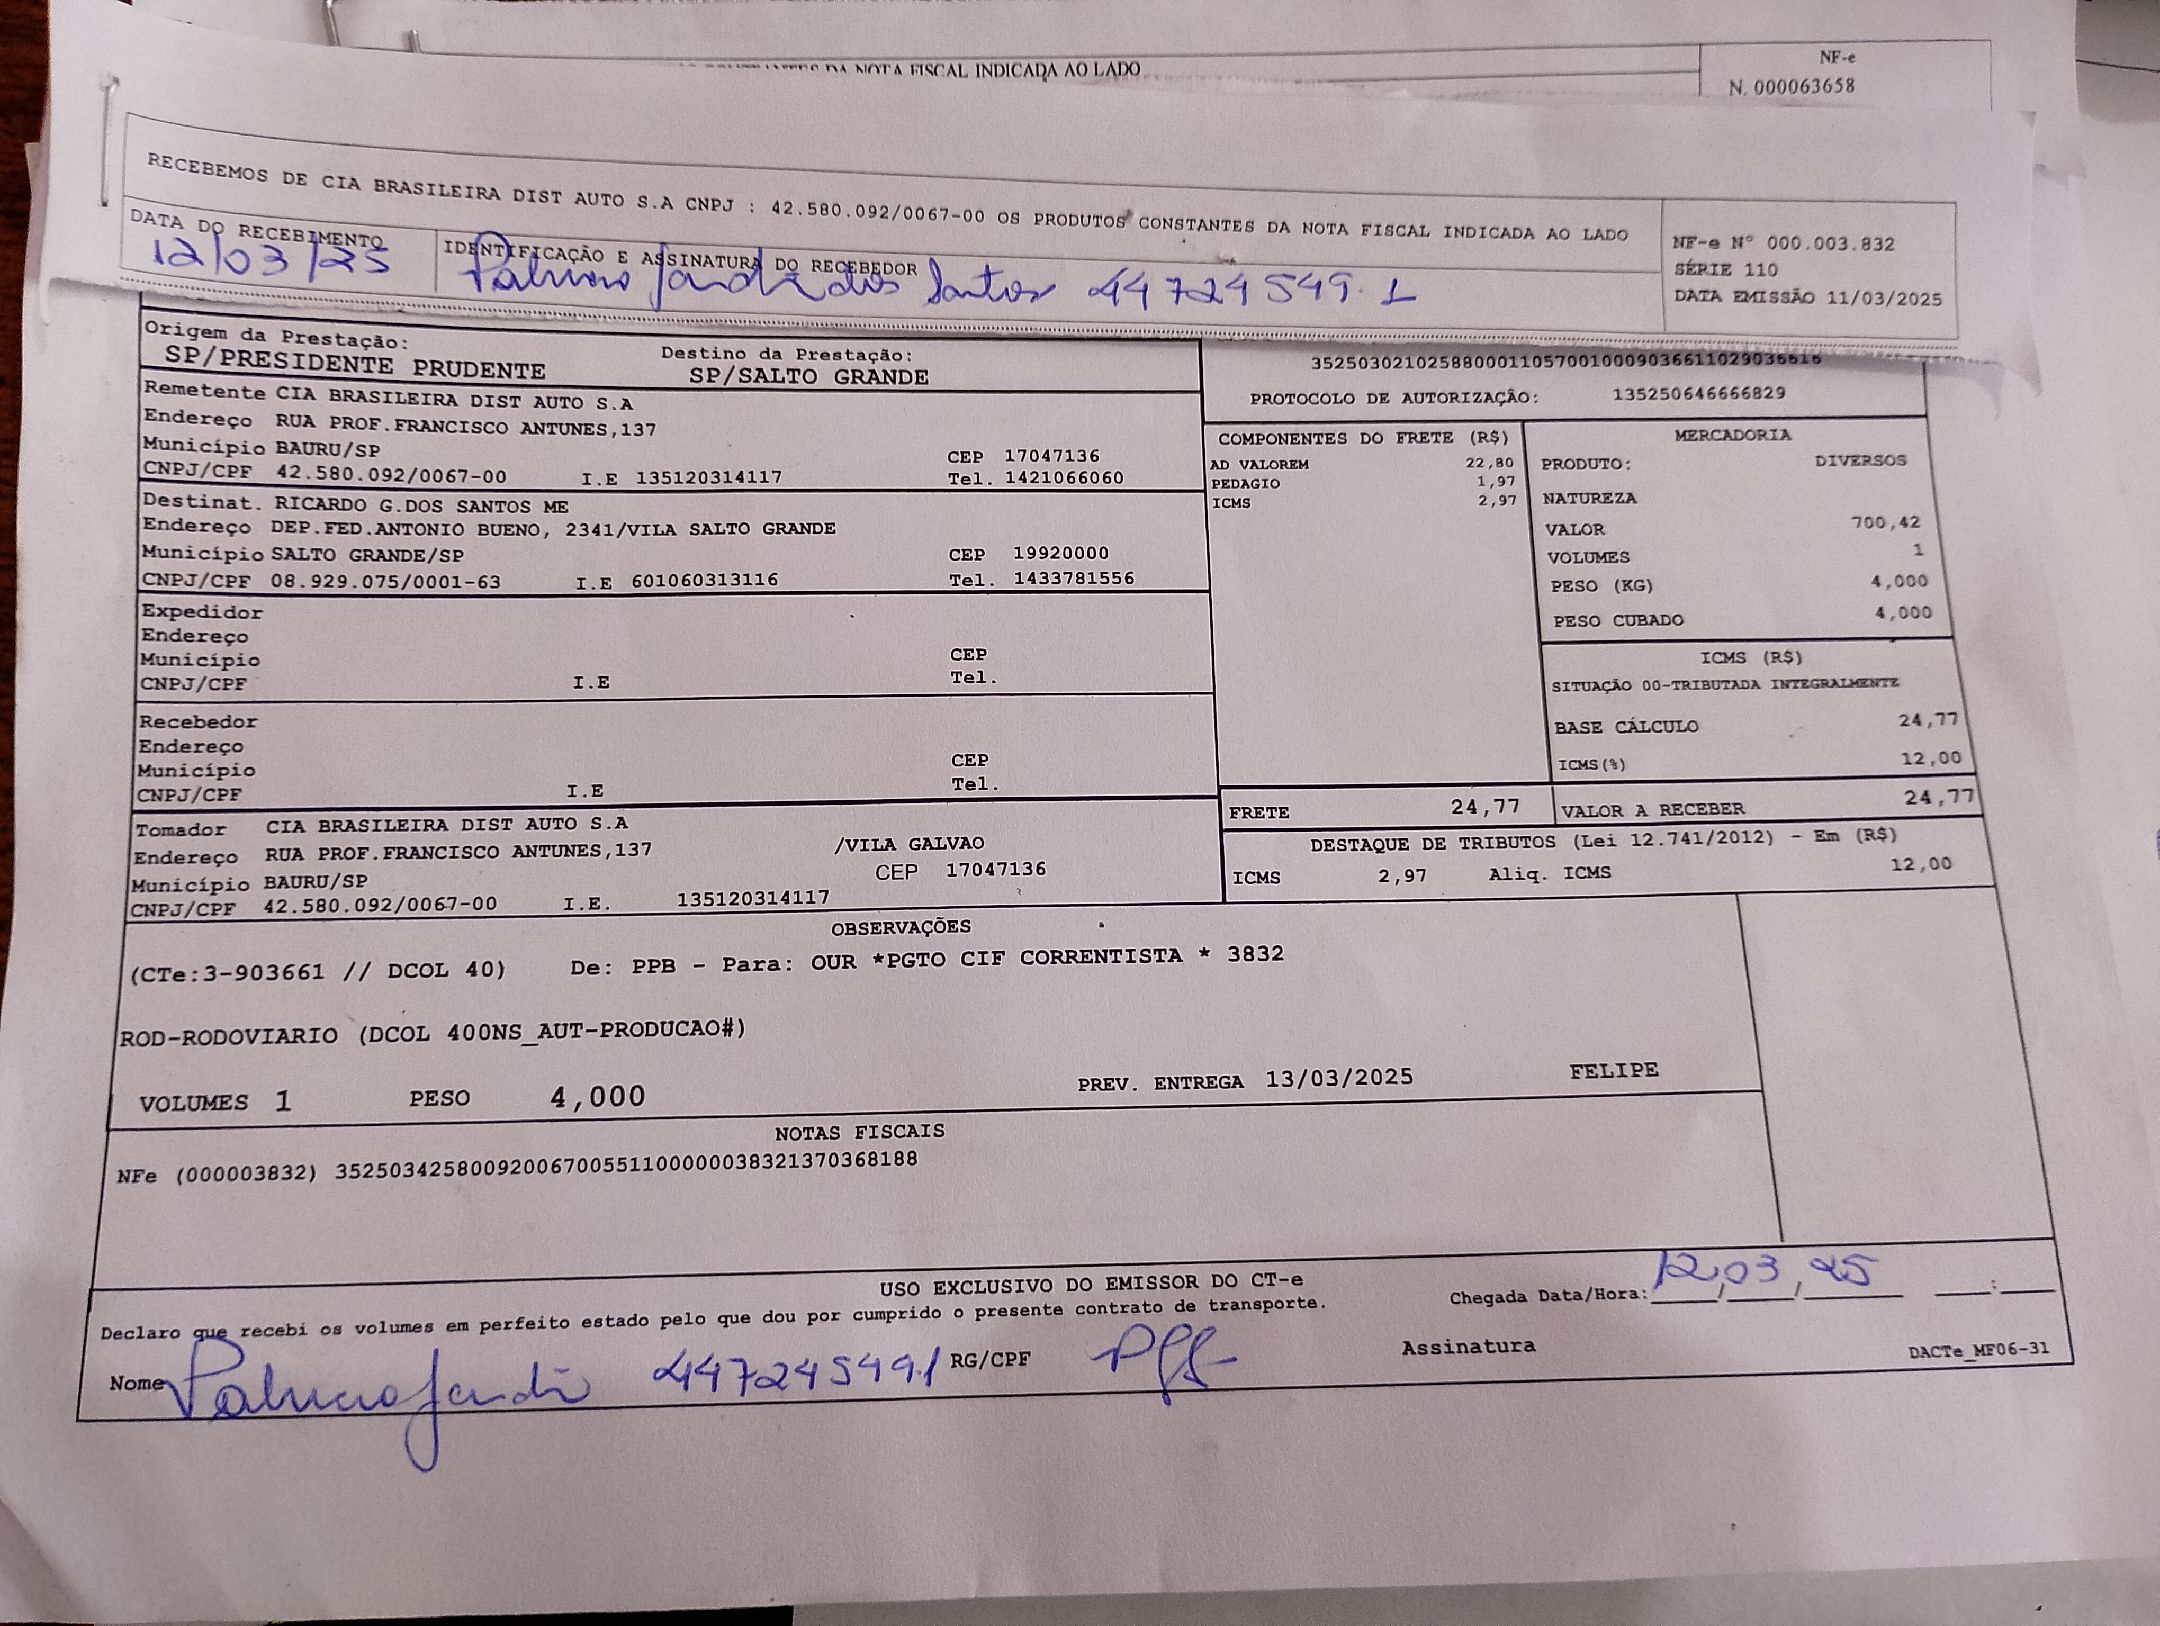 DA NOTA FISCAL INDICADA AO LADO
NF-e
N. 000063658
RECEBEMOS DE CIA BRASILEIRA DIST AUTO S.A CNPJ : 42.580.092/0067-00 OS PRODUTOS CONSTANTES DA NOTA FISCAL INDICADA AO LADO
DATA DO RECEBIMENTO
12/03/25
IDENTIFICAÇÃO E ASSINATURA DO RECEBEDOR
dos Santos 44724549.1
NF-e Nº 000.003.832
SÉRIE 110
DATA EMISSÃO 11/03/2025
Origem da Prestação:
SP/PRESIDENTE PRUDENTE
Destino da Prestação:
SP/SALTO GRANDE
35250302102588000110570010009036611029036616
PROTOCOLO DE AUTORIZAÇÃO: 135250646666829
Remetente CIA BRASILEIRA DIST AUTO S.A
Endereço RUA PROF.FRANCISCO ANTUNES,137
Município BAURU/SP CEP 17047136
CNPJ/CPF 42.580.092/0067-00 I.E 135120314117 Tel. 1421066060
Destinat. RICARDO G.DOS SANTOS ME
Endereço DEP.FED.ANTONIO BUENO, 2341/VILA SALTO GRANDE
Município SALTO GRANDE/SP CEP 19920000
CNPJ/CPF 08.929.075/0001-63 I.E 601060313116 Tel. 1433781556
Expedidor
Endereço
Município CEP
CNPJ/CPF I.E Tel.
Recebedor
Endereço
Município CEP
CNPJ/CPF I.E Tel.
Tomador CIA BRASILEIRA DIST AUTO S.A
Endereço RUA PROF.FRANCISCO ANTUNES,137 /VILA GALVAO
Município BAURU/SP CEP 17047136
CNPJ/CPF 42.580.092/0067-00 I.E. 135120314117
COMPONENTES DO FRETE (R$)
AD VALOREM 22,80
PEDAGIO 1,97
ICMS 2,97
MERCADORIA
PRODUTO: DIVERSOS
NATUREZA
VALOR 700,42
VOLUMES 1
PESO (KG) 4,000
PESO CUBADO 4,000
ICMS (R$)
SITUAÇÃO 00-TRIBUTADA INTEGRALMENTE
BASE CÁLCULO 24,77
ICMS(%) 12,00
FRETE 24,77 VALOR A RECEBER 24,77
DESTAQUE DE TRIBUTOS (Lei 12.741/2012) - Em (R$)
ICMS 2,97 Aliq. ICMS 12,00
OBSERVAÇÕES
(CTe:3-903661 // DCOL 40) De: PPB - Para: OUR *PGTO CIF CORRENTISTA * 3832
ROD-RODOVIARIO (DCOL 400NS_AUT-PRODUCAO#)
VOLUMES 1 PESO 4,000 PREV. ENTREGA 13/03/2025 FELIPE
NOTAS FISCAIS
NFe (000003832) 35250342580092006700551100000038321370368188
USO EXCLUSIVO DO EMISSOR DO CT-e
Declaro que recebi os volumes em perfeito estado pelo que dou por cumprido o presente contrato de transporte.
Chegada Data/Hora: 12/03/25 :
Nome 44724549.1 RG/CPF Assinatura
DACTe_MF06-31